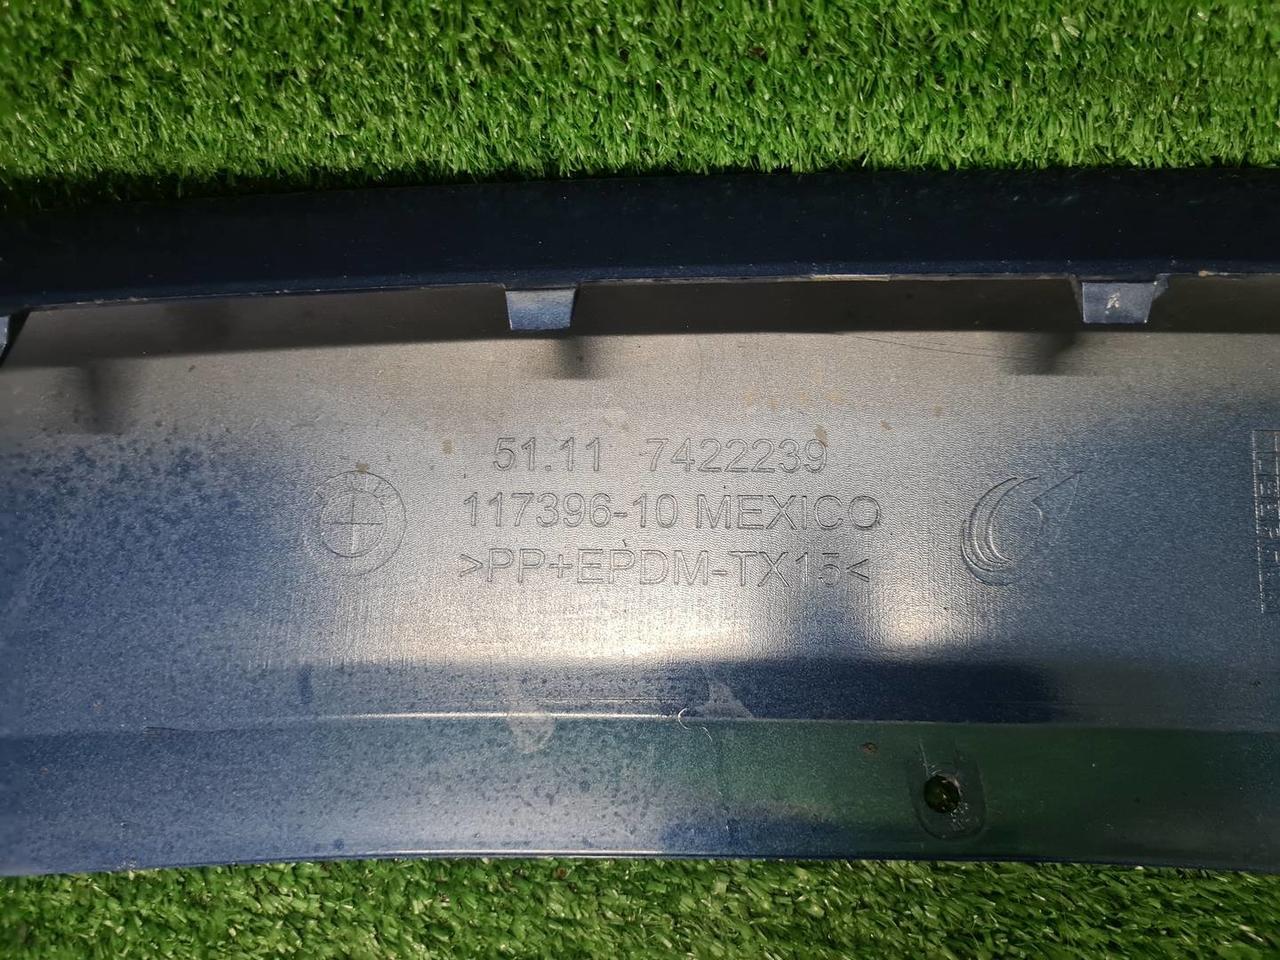 51.11 7422239
117396-10 MEXICO
>PP+EPDM-TX15<